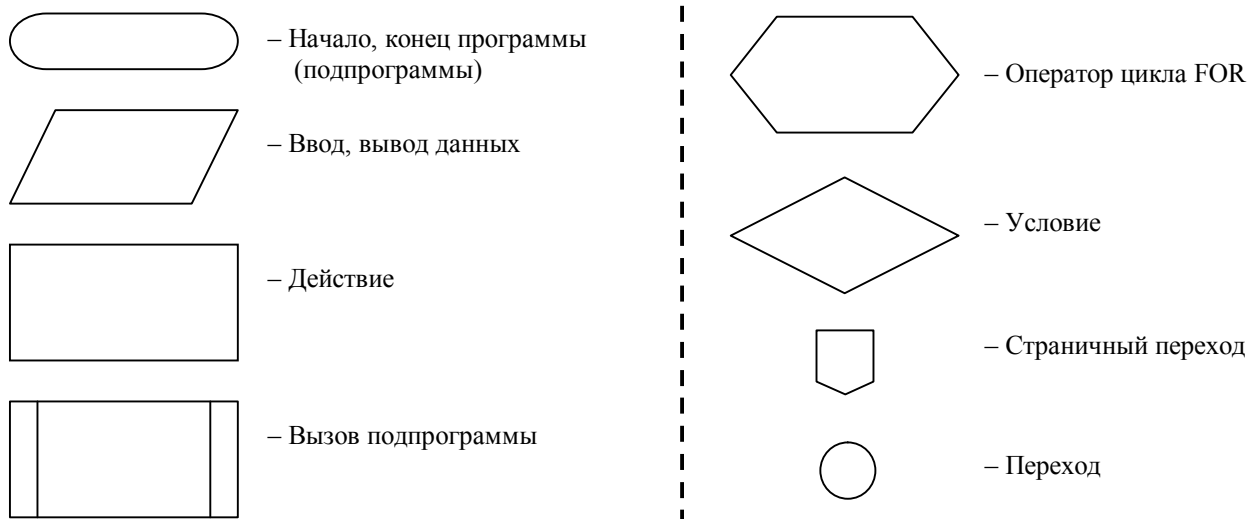 – Начало, конец программы
(подпрограммы)
– Ввод, вывод данных
– Действие
– Вызов подпрограммы
– Оператор цикла FOR
– Условие
– Страничный переход
– Переход